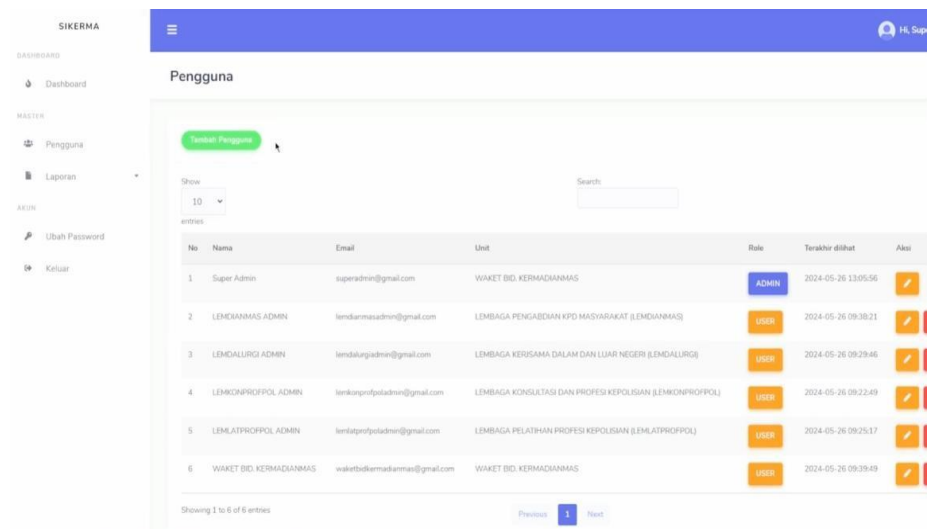 SIKERMA
Hi, Supe
DASHBOARD
Dashboard
Pengguna
MASTER
Pengguna
Tambah Pengguna
Laporan
Show
Search:
10
AKUN
entries
Ubah Password
No Nama Email Unit Role Terakhir dilihat Aksi
Keluar
1 Super Admin superadmin@gmail.com WAKET BID. KERMADIANMAS ADMIN 2024-05-26 13:05:56
2 LEMDIANMAS ADMIN lemdianmasadmin@gmail.com LEMBAGA PENGABDIAN KPD MASYARAKAT (LEMDIANMAS) USER 2024-05-26 09:38:21
3 LEMDALURGI ADMIN lemdalurgiadmin@gmail.com LEMBAGA KERJSAMA DALAM DAN LUAR NEGERI (LEMDALURGI) USER 2024-05-26 09:29:46
4 LEMKONPROFPOL ADMIN lemkonprofpoladmin@gmail.com LEMBAGA KONSULTASI DAN PROFESI KEPOLISIAN (LEMKONPROFPOL) USER 2024-05-26 09:22:49
5 LEMLATPROFPOL ADMIN lemlatprofpoladmin@gmail.com LEMBAGA PELATIHAN PROFESI KEPOLISIAN (LEMLATPROFPOL) USER 2024-05-26 09:25:17
6 WAKET BID. KERMADIANMAS waketbidkermadianmas@gmail.com WAKET BID. KERMADIANMAS USER 2024-05-26 09:39:49
Showing 1 to 6 of 6 entries
Previous 1 Next